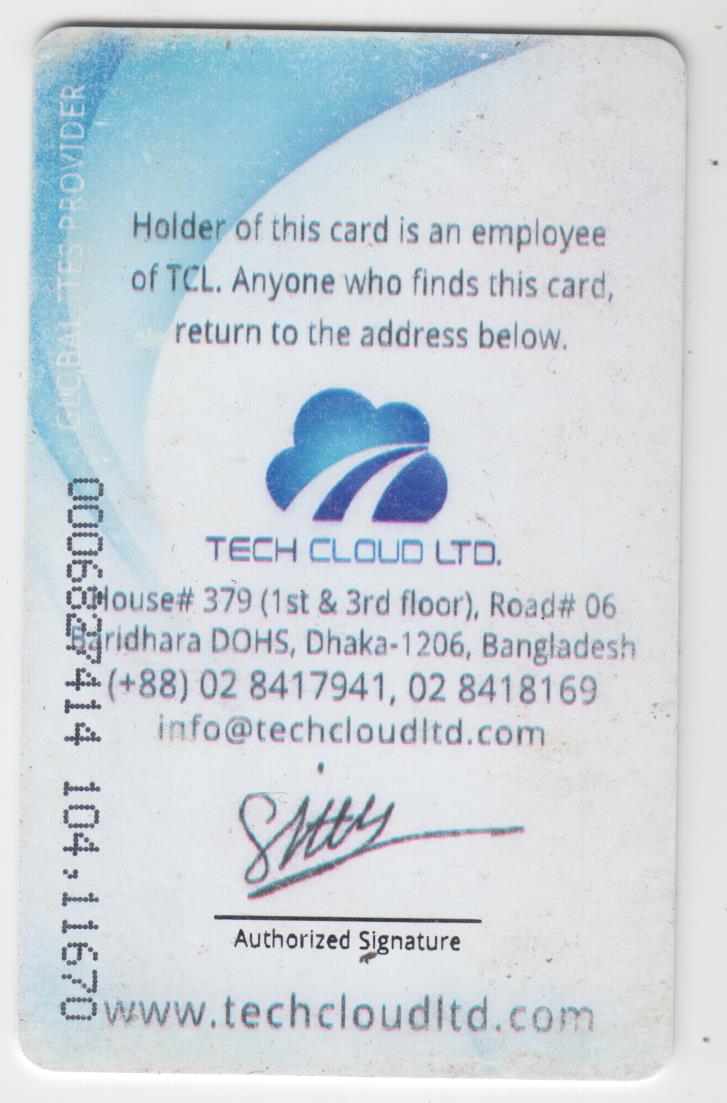 GLOBAL ITES PROVIDER
Holder of this card is an employee
of TCL. Anyone who finds this card,
return to the address below.
TECH CLOUD LTD.
House# 379 (1st & 3rd floor), Road# 06
Baridhara DOHS, Dhaka-1206, Bangladesh
(+88) 02 8417941, 02 8418169
info@techcloudltd.com
Authorized Signature
www.techcloudltd.com
0006827414 104,11670